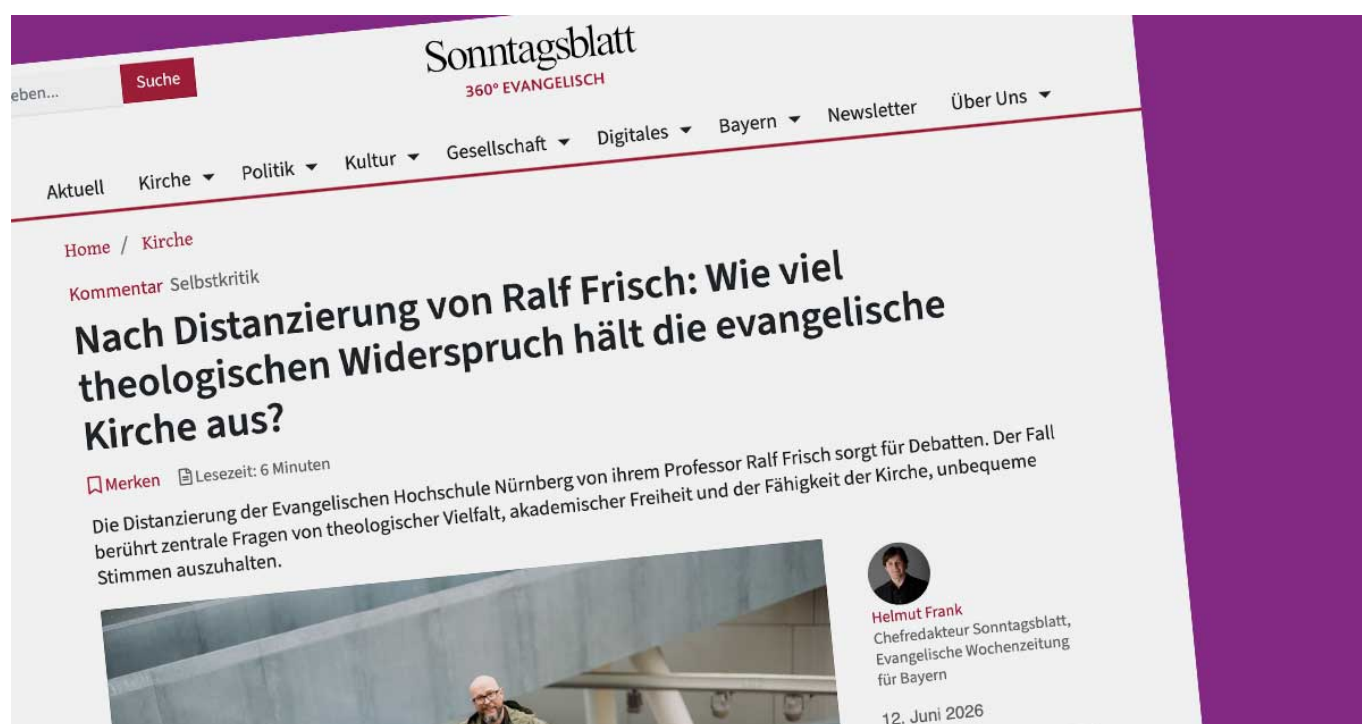 eben...
Suche
Sonntagsblatt
360° EVANGELISCH
Aktuell Kirche Politik Kultur Gesellschaft Digitales Bayern Newsletter Über Uns
Home / Kirche
Kommentar Selbstkritik
Nach Distanzierung von Ralf Frisch: Wie viel
theologischen Widerspruch hält die evangelische
Kirche aus?
Merken Lesezeit: 6 Minuten
Die Distanzierung der Evangelischen Hochschule Nürnberg von ihrem Professor Ralf Frisch sorgt für Debatten. Der Fall
berührt zentrale Fragen von theologischer Vielfalt, akademischer Freiheit und der Fähigkeit der Kirche, unbequeme
Stimmen auszuhalten.
Helmut Frank
Chefredakteur Sonntagsblatt,
Evangelische Wochenzeitung
für Bayern
12. Juni 2026